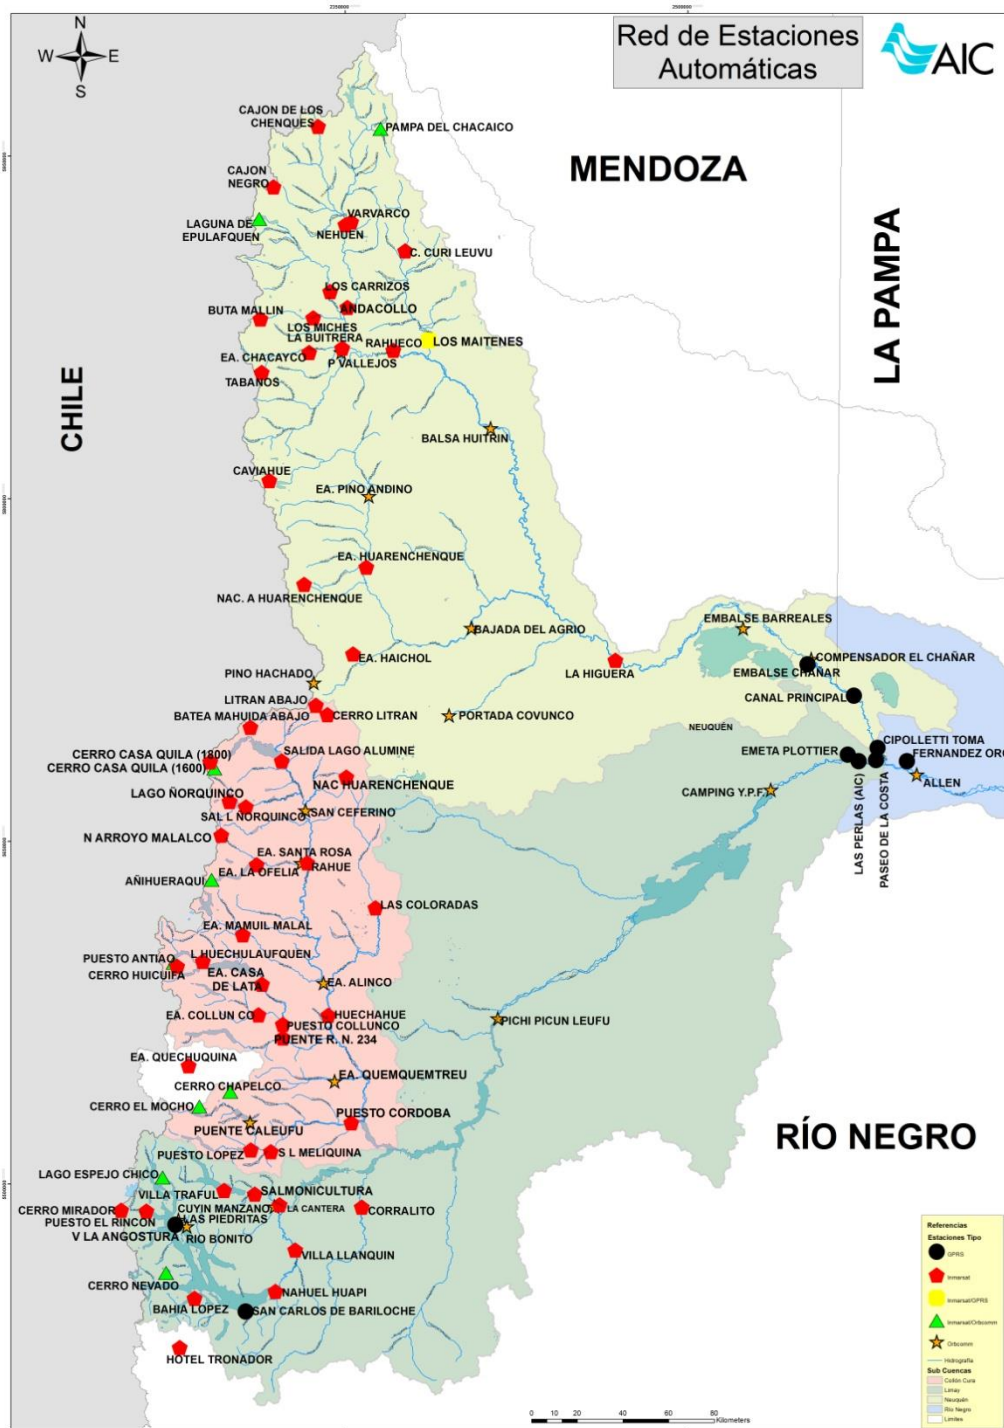 2350000
2500000
Red de Estaciones
Automáticas
AIC
N
W
E
S
MENDOZA
LA PAMPA
CHILE
RÍO NEGRO
CAJON DE LOS
CHENQUES
PAMPA DEL CHACAICO
CAJON
NEGRO
VARVARCO
LAGUNA DE
EPULAFQUEN
NEHUEN
C. CURI LEUVU
LOS CARRIZOS
BUTA MALLIN
ANDACOLLO
LOS MICHES
LA BUITRERA
RAHUECO
LOS MAITENES
EA. CHACAYCO
P VALLEJOS
TABANOS
BALSA HUITRIN
CAVIAHUE
EA. PINO ANDINO
EA. HUARENCHENQUE
NAC. A HUARENCHENQUE
BAJADA DEL AGRIO
EMBALSE BARREALES
EA. HAICHOL
LA HIGUERA
COMPENSADOR EL CHAÑAR
EMBALSE CHAÑAR
PINO HACHADO
CANAL PRINCIPAL
LITRAN ABAJO
BATEA MAHUIDA ABAJO
CERRO LITRAN
PORTADA COVUNCO
NEUQUÉN
CERRO CASA QUILA (1800)
CERRO CASA QUILA (1600)
SALIDA LAGO ALUMINE
EMETA PLOTTIER
CIPOLLETTI TOMA
FERNANDEZ ORO
NAC HUARENCHENQUE
CAMPING Y.P.F.
ALLEN
LAS PERLAS (AIC)
PASEO DE LA COSTA
LAGO ÑORQUINCO
SAL L NORQUINCO
SAN CEFERINO
N ARROYO MALALCO
EA. SANTA ROSA
EA. LA OFELIA
RAHUE
AÑIHUERAQUI
LAS COLORADAS
EA. MAMUIL MALAL
PUESTO ANTIAO
L HUECHULAUFQUEN
CERRO HUICUIFA
EA. CASA
DE LATA
EA. ALINCO
EA. COLLUN CO
HUECHAHUE
PUESTO COLLUNCO
PUENTE R. N. 234
PICHI PICUN LEUFU
EA. QUECHUQUINA
CERRO CHAPELCO
EA. QUEMQUEMTREU
CERRO EL MOCHO
PUESTO CORDOBA
PUENTE CALEUFU
PUESTO LOPEZ
S L MELIQUINA
LAGO ESPEJO CHICO
VILLA TRAFUL
SALMONICULTURA
CERRO MIRADOR
CUYIN MANZANO
LA CANTERA
CORRALITO
PUESTO EL RINCON
LAS PIEDRITAS
V LA ANGOSTURA
RIO BONITO
VILLA LLANQUIN
CERRO NEVADO
NAHUEL HUAPI
BAHIA LOPEZ
SAN CARLOS DE BARILOCHE
HOTEL TRONADOR
Referencias
Estaciones Tipo
GPRS
Inmarsat
Inmarsat/GPRS
Inmarsat/Orbcomm
Orbcomm
Hidrografía
Sub Cuencas
Collón Cura
Limay
Neuquén
Río Negro
Limites
0 10 20 40 60 80
Kilometers